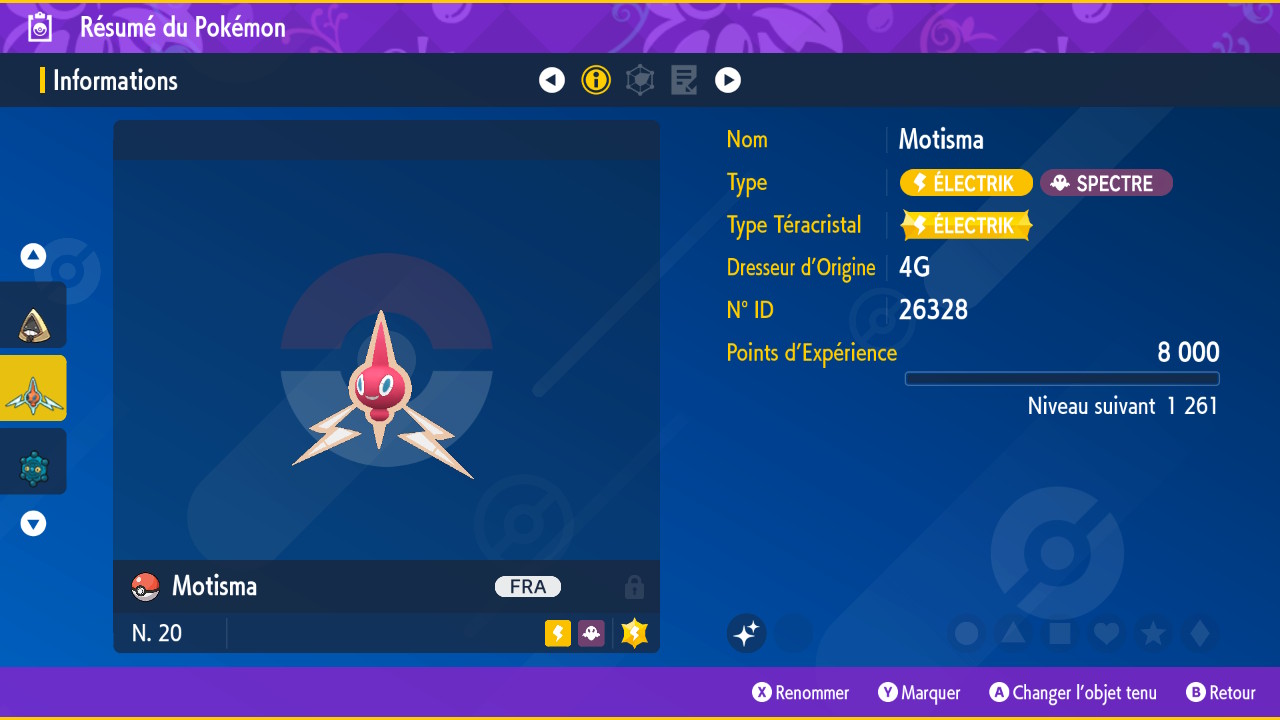 Résumé du Pokémon
Informations
Nom Motisma
Type ÉLECTRIK SPECTRE
Type Téracristal ÉLECTRIK
Dresseur d'Origine 4G
N° ID 26328
Points d'Expérience 8 000
Niveau suivant 1 261
Motisma FRA
N. 20
X Renommer Y Marquer A Changer l'objet tenu B Retour